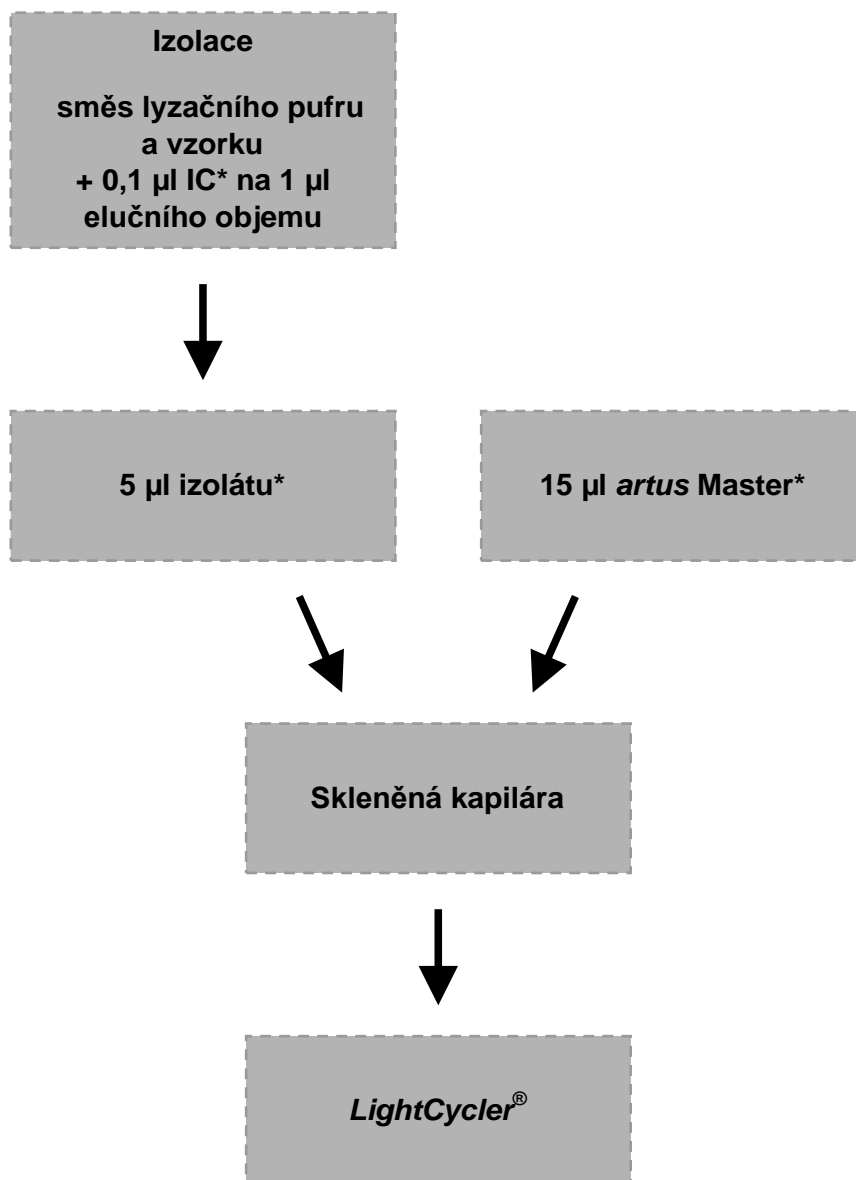 Izolace
směs lyzačního pufru
a vzorku
+ 0,1 µl IC* na 1 µl
elučního objemu
5 µl izolátu*
15 µl artus Master*
Skleněná kapilára
LightCycler®